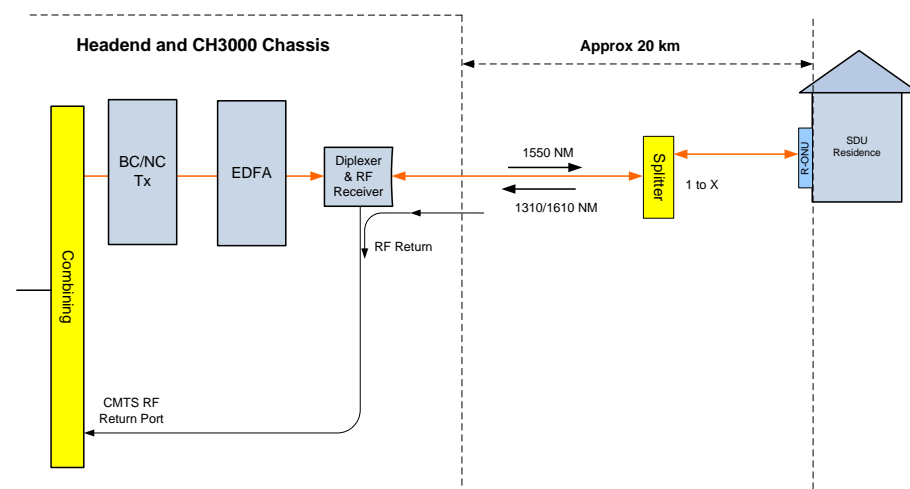 Headend and CH3000 Chassis
Approx 20 km
BC/NC
Tx
EDFA
Diplexer
& RF
Receiver
1550 NM
1310/1610 NM
Splitter
1 to X
R-ONU
SDU
Residence
RF Return
Combining
CMTS RF
Return Port